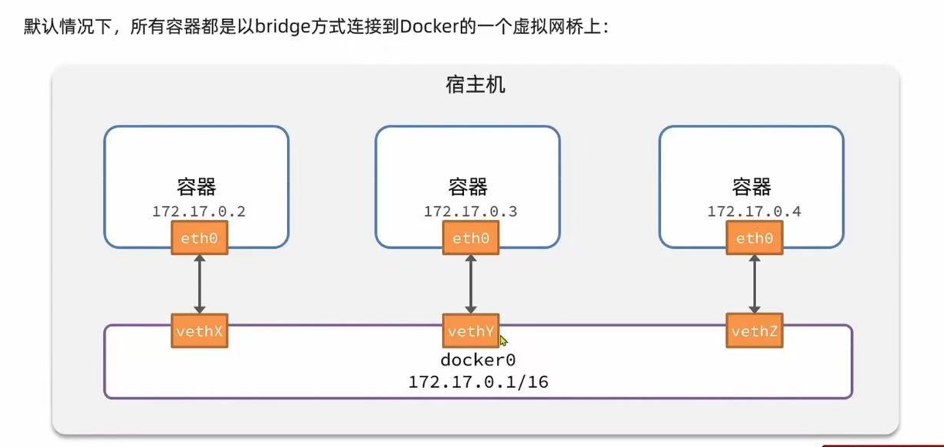 默认情况下，所有容器都是以bridge方式连接到Docker的一个虚拟网桥上：
宿主机
容器 容器 容器
172.17.0.2 172.17.0.3 172.17.0.4
eth0 eth0 eth0
vethX vethY vethZ
docker0
172.17.0.1/16